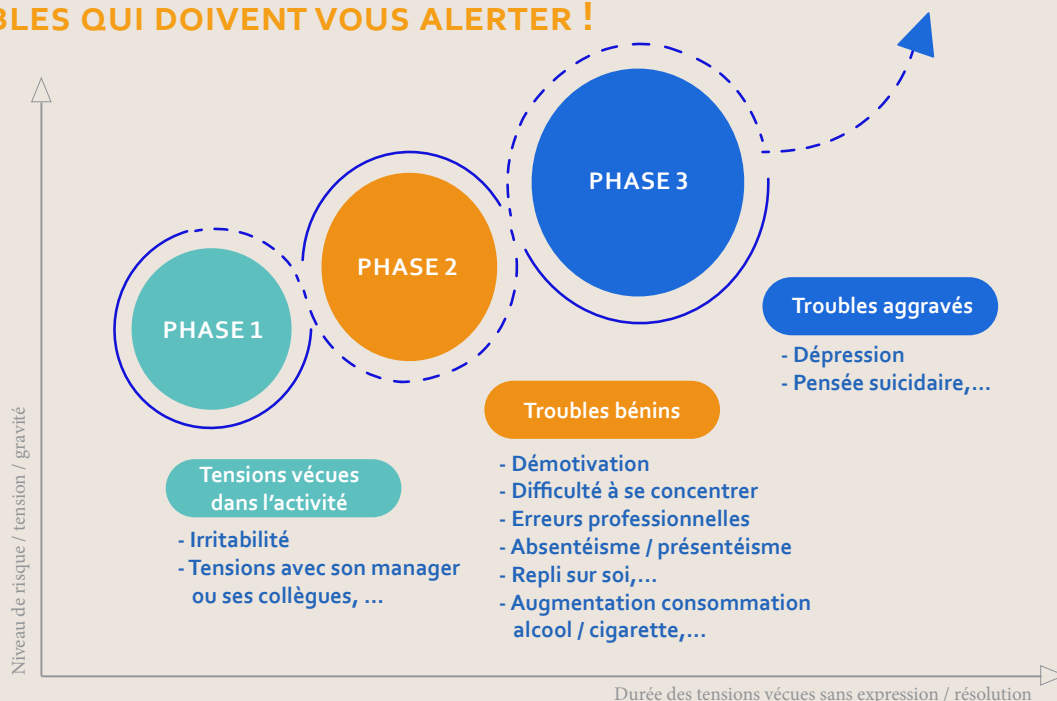 BLES QUI DOIVENT VOUS ALERTER !
PHASE 1
PHASE 2
PHASE 3
Tensions vécues
dans l’activité
- Irritabilité
- Tensions avec son manager
ou ses collègues, ...
Troubles bénins
- Démotivation
- Difficulté à se concentrer
- Erreurs professionnelles
- Absentéisme / présentéisme
- Repli sur soi,...
- Augmentation consommation
alcool / cigarette,...
Troubles aggravés
- Dépression
- Pensée suicidaire,...
Niveau de risque / tension / gravité
Durée des tensions vécues sans expression / résolution